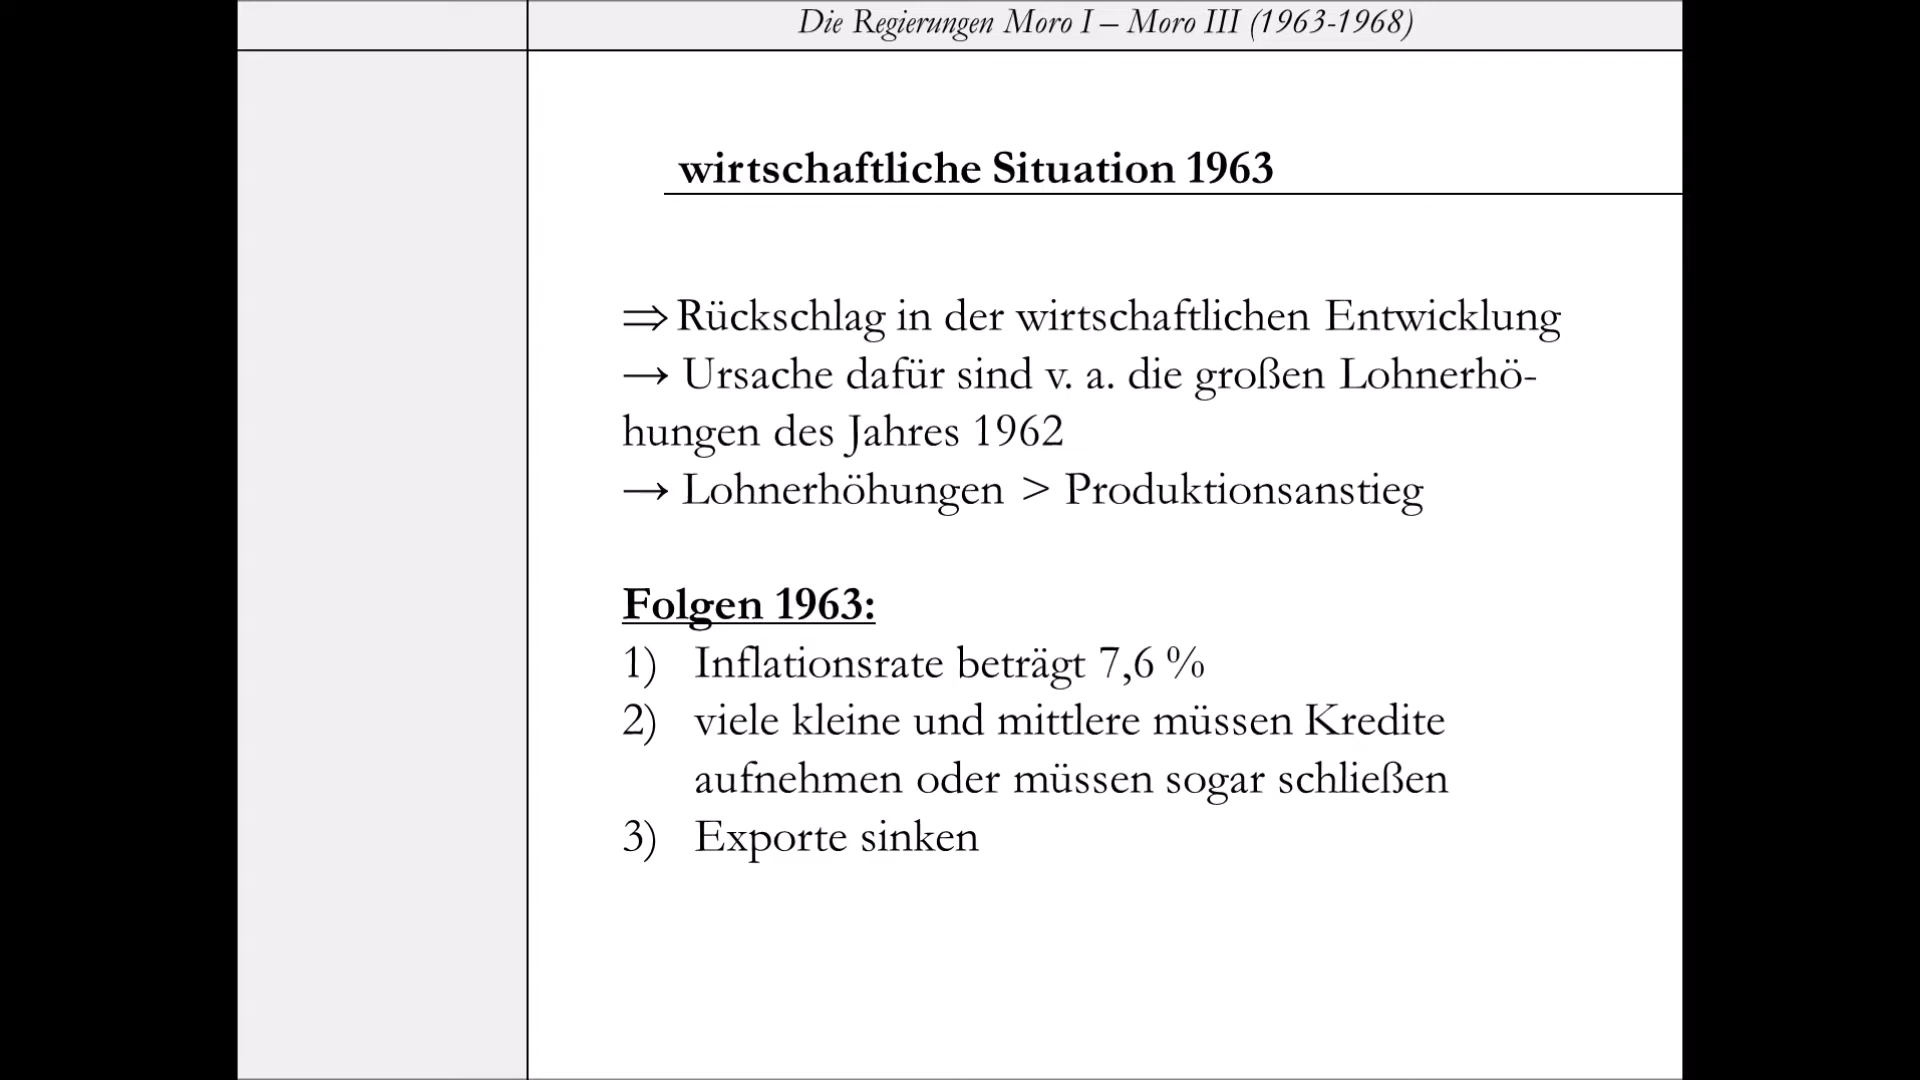 Die Regierungen Moro I – Moro III (1963-1968)
wirtschaftliche Situation 1963
⇒ Rückschlag in der wirtschaftlichen Entwicklung
→ Ursache dafür sind v. a. die großen Lohnerhö-
hungen des Jahres 1962
→ Lohnerhöhungen > Produktionsanstieg
Folgen 1963:
1) Inflationsrate beträgt 7,6 %
2) viele kleine und mittlere müssen Kredite
aufnehmen oder müssen sogar schließen
3) Exporte sinken